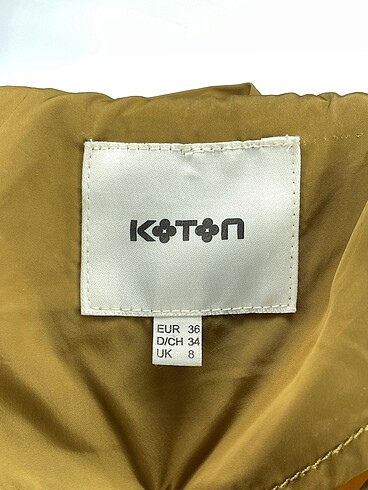 KOTON
EUR 36
D/CH 34
UK 8